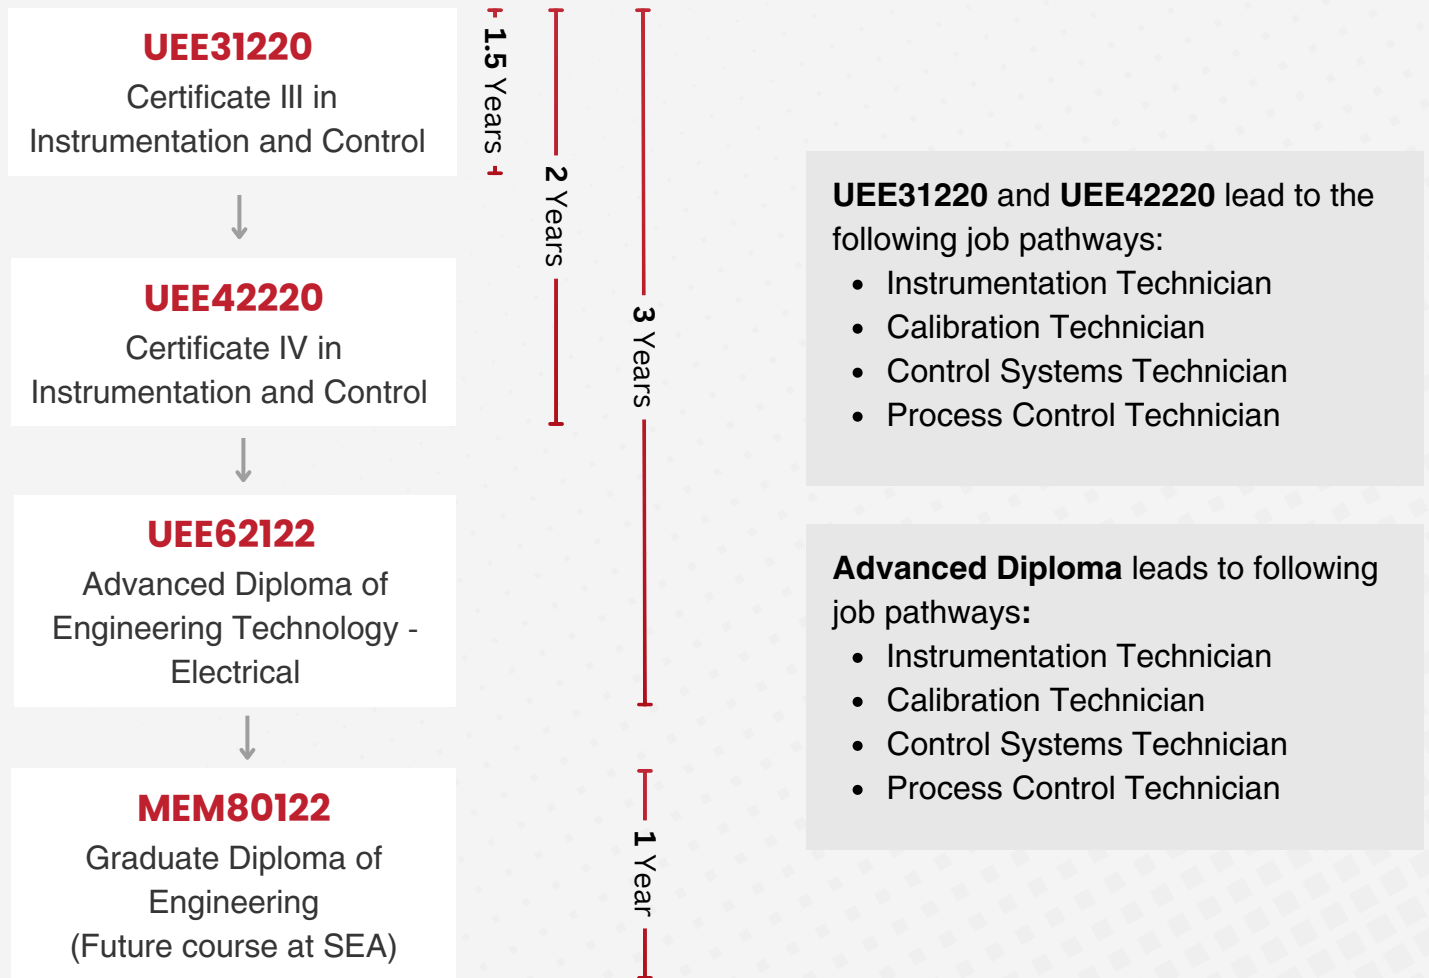 UEE31220
Certificate III in
Instrumentation and Control
UEE42220
Certificate IV in
Instrumentation and Control
UEE62122
Advanced Diploma of
Engineering Technology -
Electrical
MEM80122
Graduate Diploma of
Engineering
(Future course at SEA)
1.5 Years
2 Years
3 Years
1 Year
UEE31220 and UEE42220 lead to the
following job pathways:
• Instrumentation Technician
• Calibration Technician
• Control Systems Technician
• Process Control Technician
Advanced Diploma leads to following
job pathways:
• Instrumentation Technician
• Calibration Technician
• Control Systems Technician
• Process Control Technician